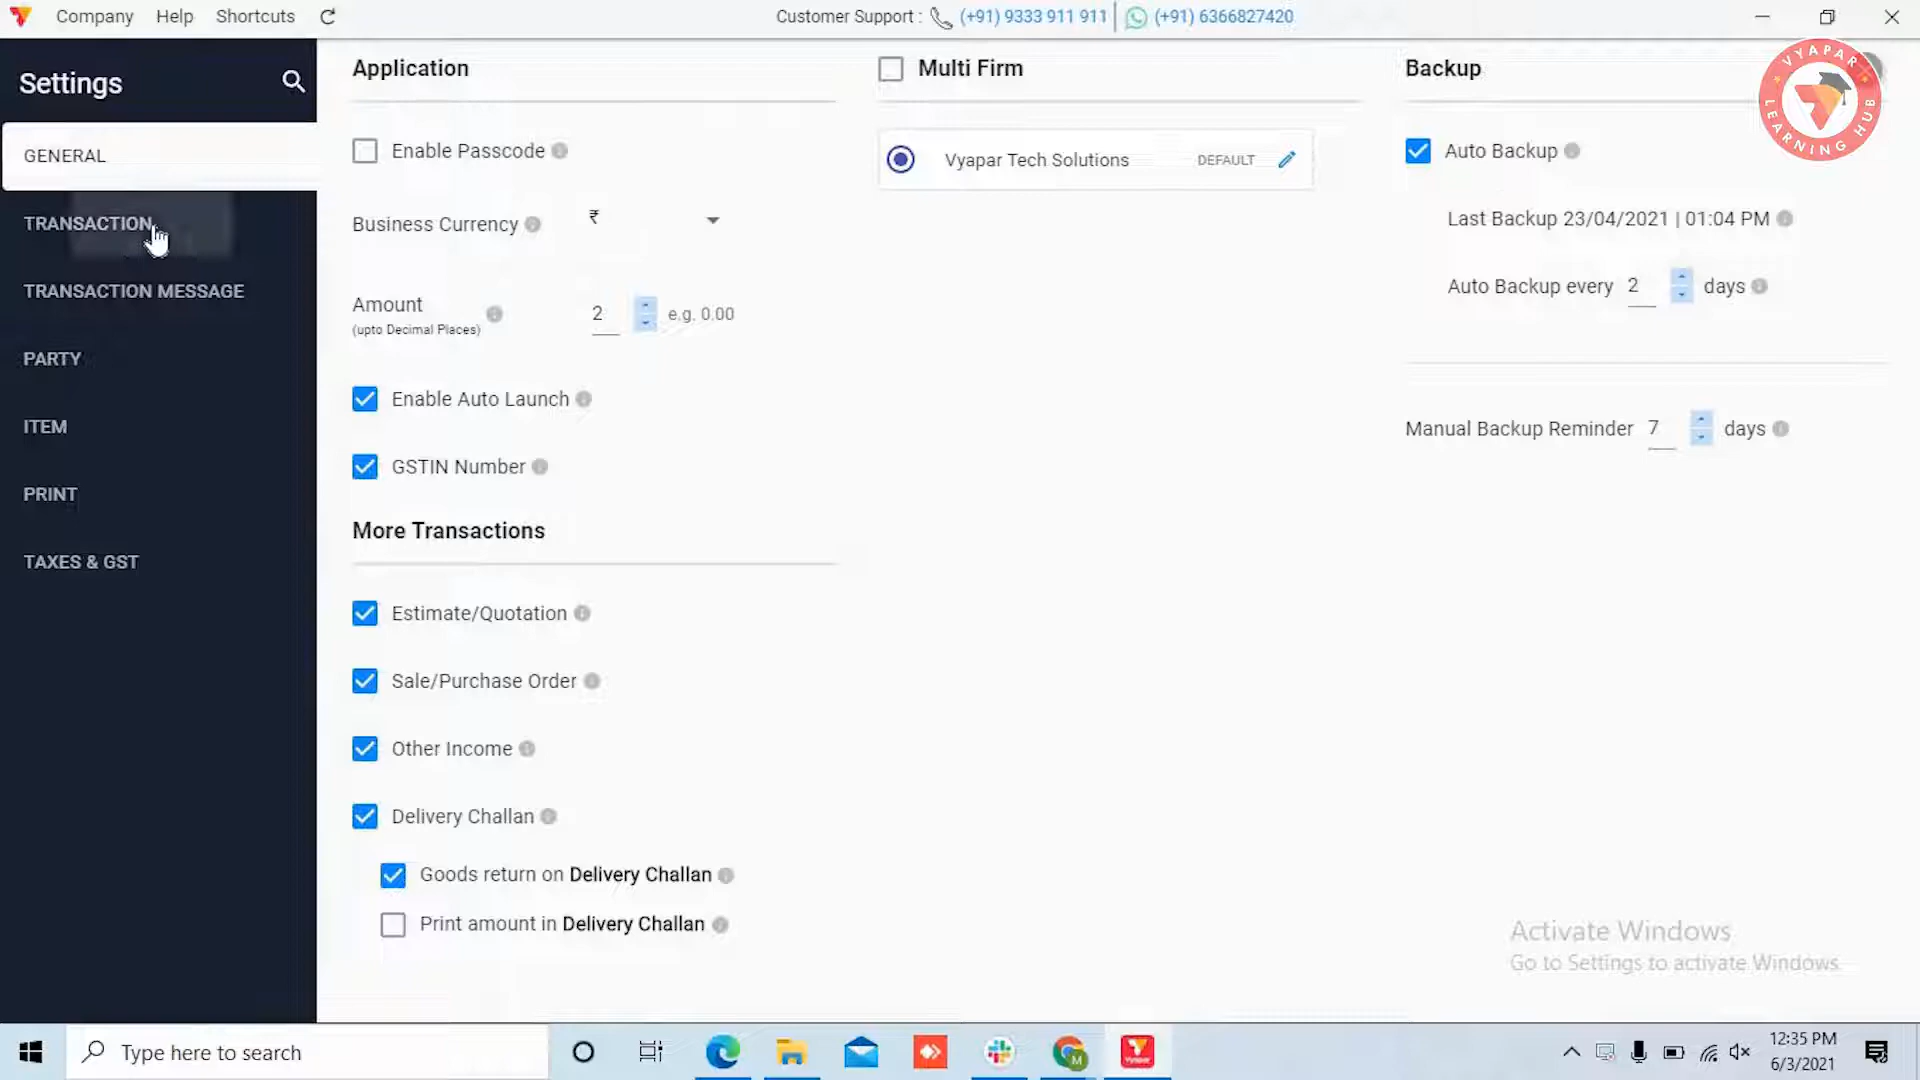 Company Help Shortcuts
Customer Support : (+91) 9333 911 911 | (+91) 6366827420
Settings
GENERAL
TRANSACTION
TRANSACTION MESSAGE
PARTY
ITEM
PRINT
TAXES & GST
Application
Enable Passcode
Business Currency ₹
Amount
(upto Decimal Places)
2 e.g. 0.00
Enable Auto Launch
GSTIN Number
More Transactions
Estimate/Quotation
Sale/Purchase Order
Other Income
Delivery Challan
Goods return on Delivery Challan
Print amount in Delivery Challan
Multi Firm
Vyapar Tech Solutions DEFAULT
Backup
Auto Backup
Last Backup 23/04/2021 | 01:04 PM
Auto Backup every 2 days
Manual Backup Reminder 7 days
VYAPAR
LEARNING HUB
Activate Windows
Go to Settings to activate Windows.
Type here to search
M
Vyapar
12:35 PM
6/3/2021